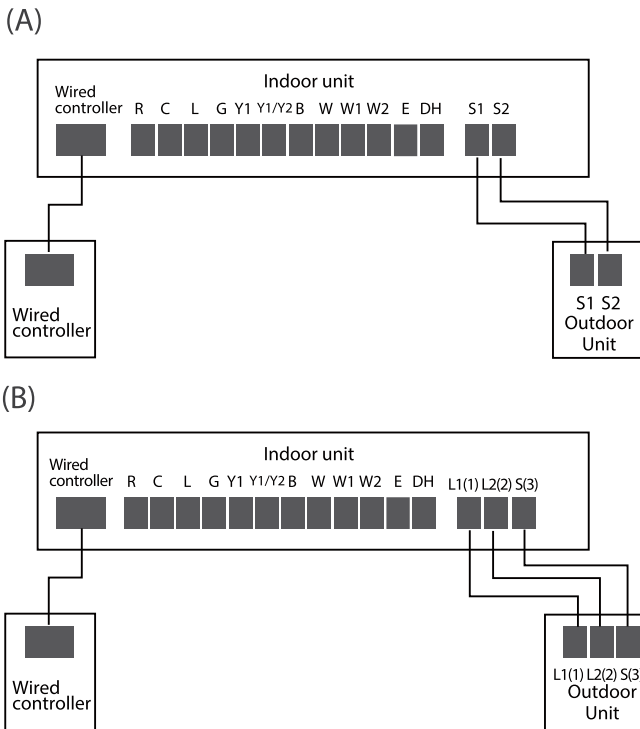 (A)
Indoor unit
Wired
controller
R C L G Y1 Y1/Y2 B W W1 W2 E DH S1 S2
Wired
controller
S1 S2
Outdoor
Unit
(B)
Indoor unit
Wired
controller
R C L G Y1 Y1/Y2 B W W1 W2 E DH L1(1) L2(2) S(3)
Wired
controller
L1(1) L2(2) S(3)
Outdoor
Unit